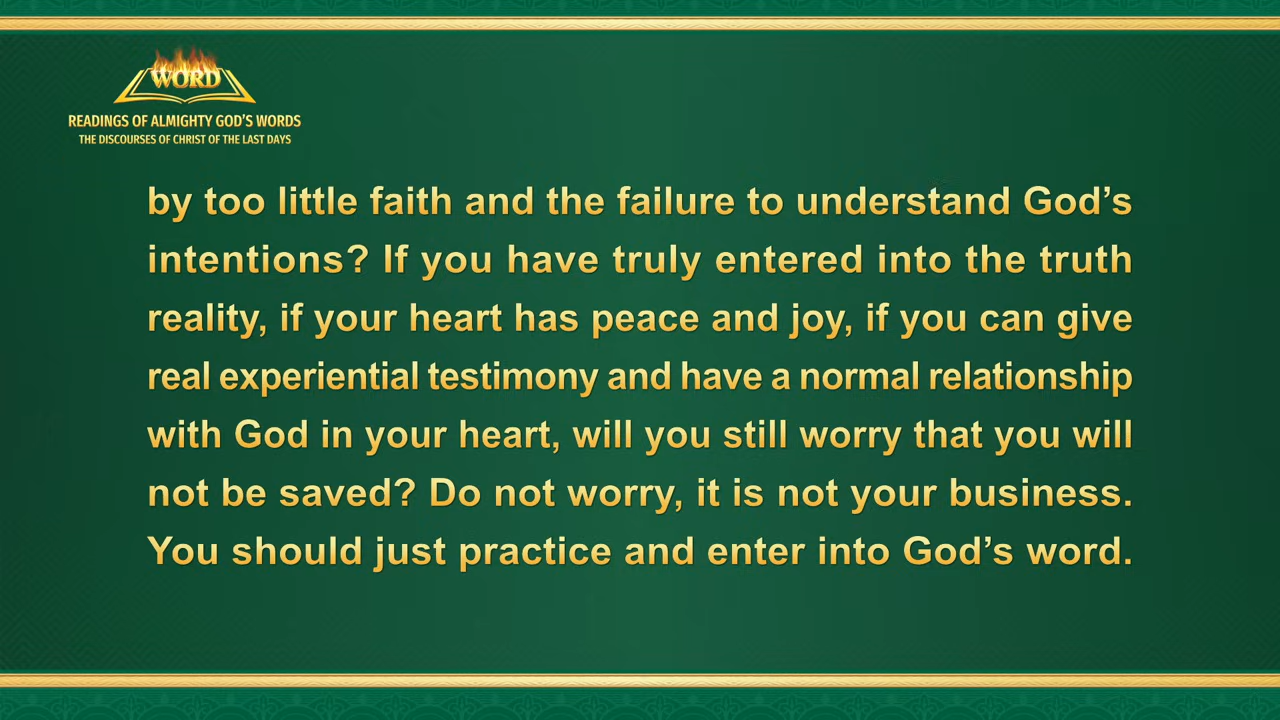 WORD
READINGS OF ALMIGHTY GOD'S WORDS
THE DISCOURSES OF CHRIST OF THE LAST DAYS
by too little faith and the failure to understand God's
intentions? If you have truly entered into the truth
reality, if your heart has peace and joy, if you can give
real experiential testimony and have a normal relationship
with God in your heart, will you still worry that you will
not be saved? Do not worry, it is not your business.
You should just practice and enter into God's word.